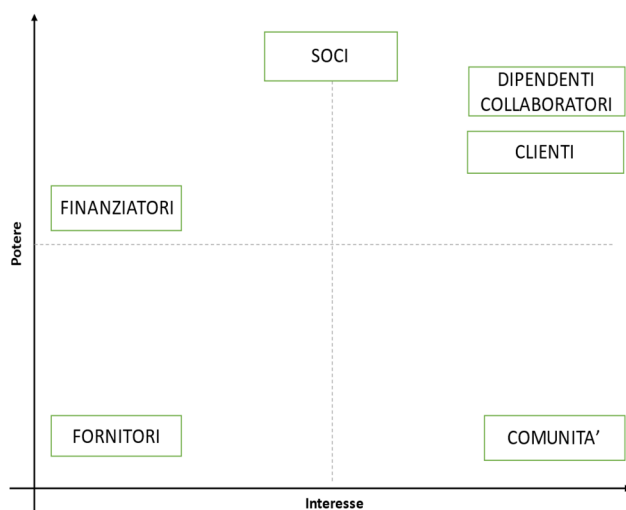 SOCI
DIPENDENTI
COLLABORATORI
CLIENTI
FINANZIATORI
Potere
FORNITORI
COMUNITA’
Interesse